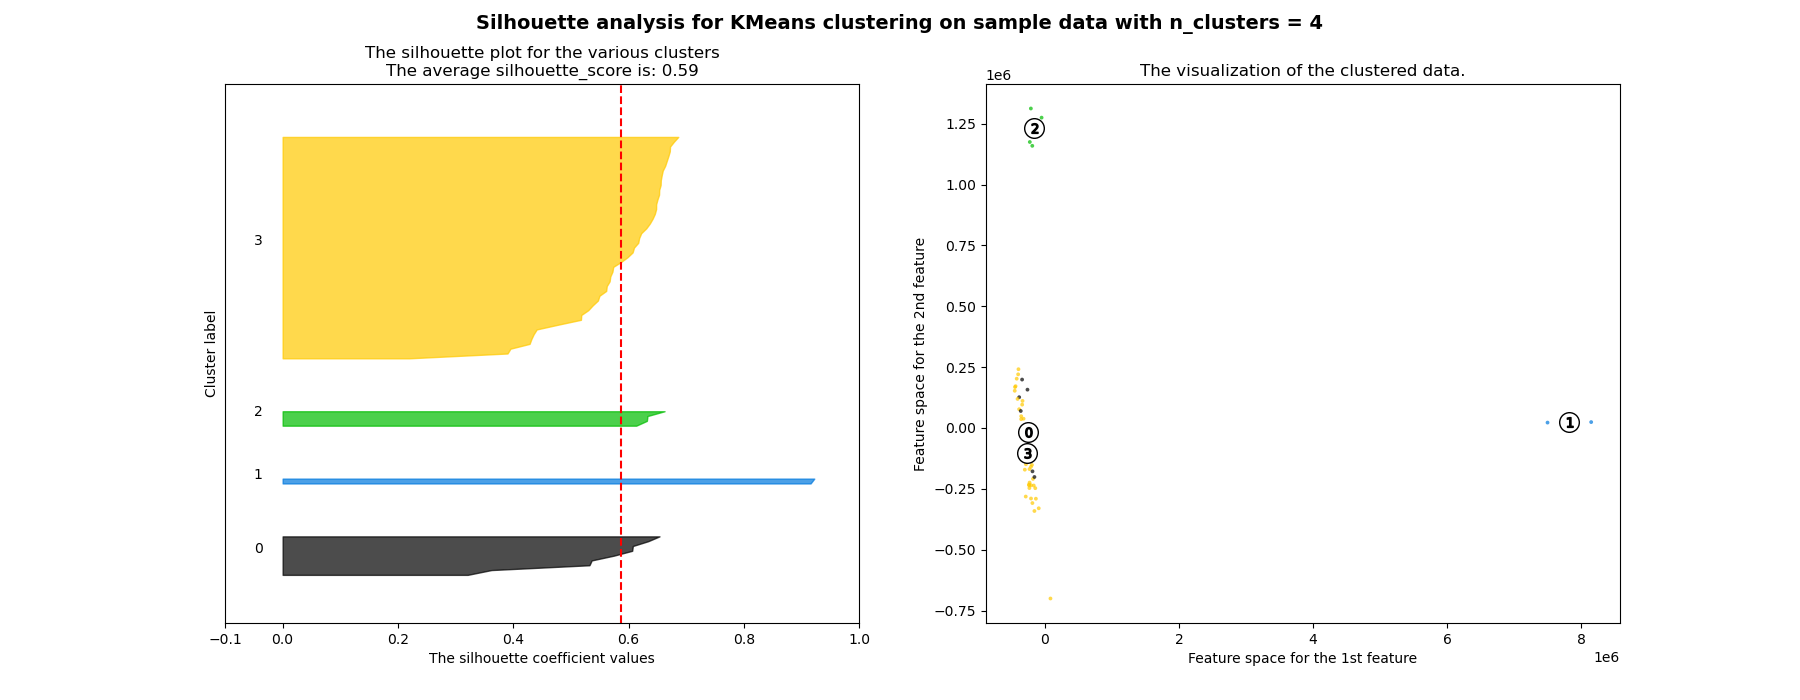 Silhouette analysis for KMeans clustering on sample data with n_clusters = 4
The silhouette plot for the various clusters
The average silhouette_score is: 0.59
Cluster label
3
2
1
0
−0.1 0.0 0.2 0.4 0.6 0.8 1.0
The silhouette coefficient values
The visualization of the clustered data.
1e6
Feature space for the 2nd feature
1.25
1.00
0.75
0.50
0.25
0.00
−0.25
−0.50
−0.75
2
1
0
3
0 2 4 6 8
1e6
Feature space for the 1st feature